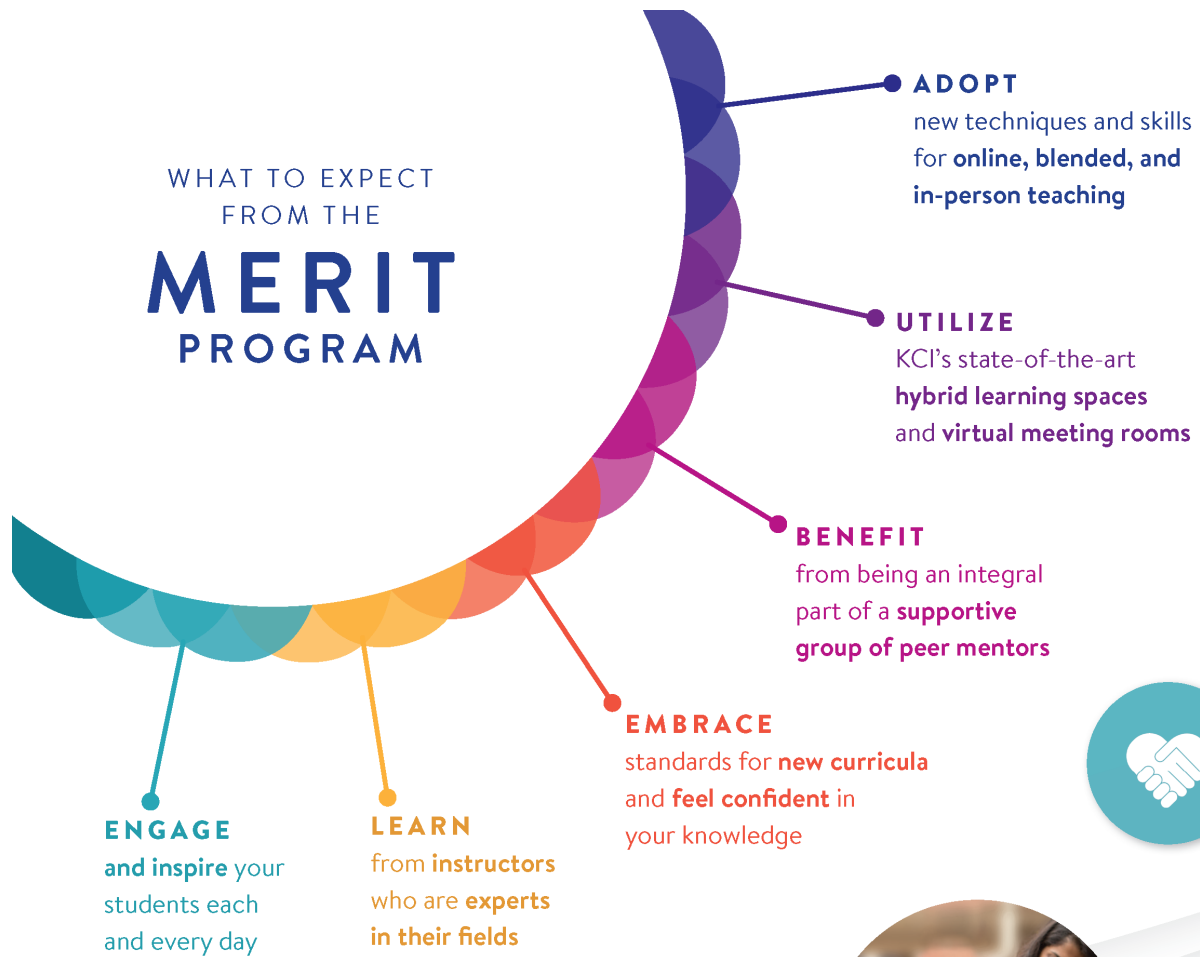 WHAT TO EXPECT
FROM THE
MERIT
PROGRAM
ADOPT
new techniques and skills
for online, blended, and
in-person teaching
UTILIZE
KCI's state-of-the-art
hybrid learning spaces
and virtual meeting rooms
BENEFIT
from being an integral
part of a supportive
group of peer mentors
EMBRACE
standards for new curricula
and feel confident in
your knowledge
LEARN
from instructors
who are experts
in their fields
ENGAGE
and inspire your
students each
and every day